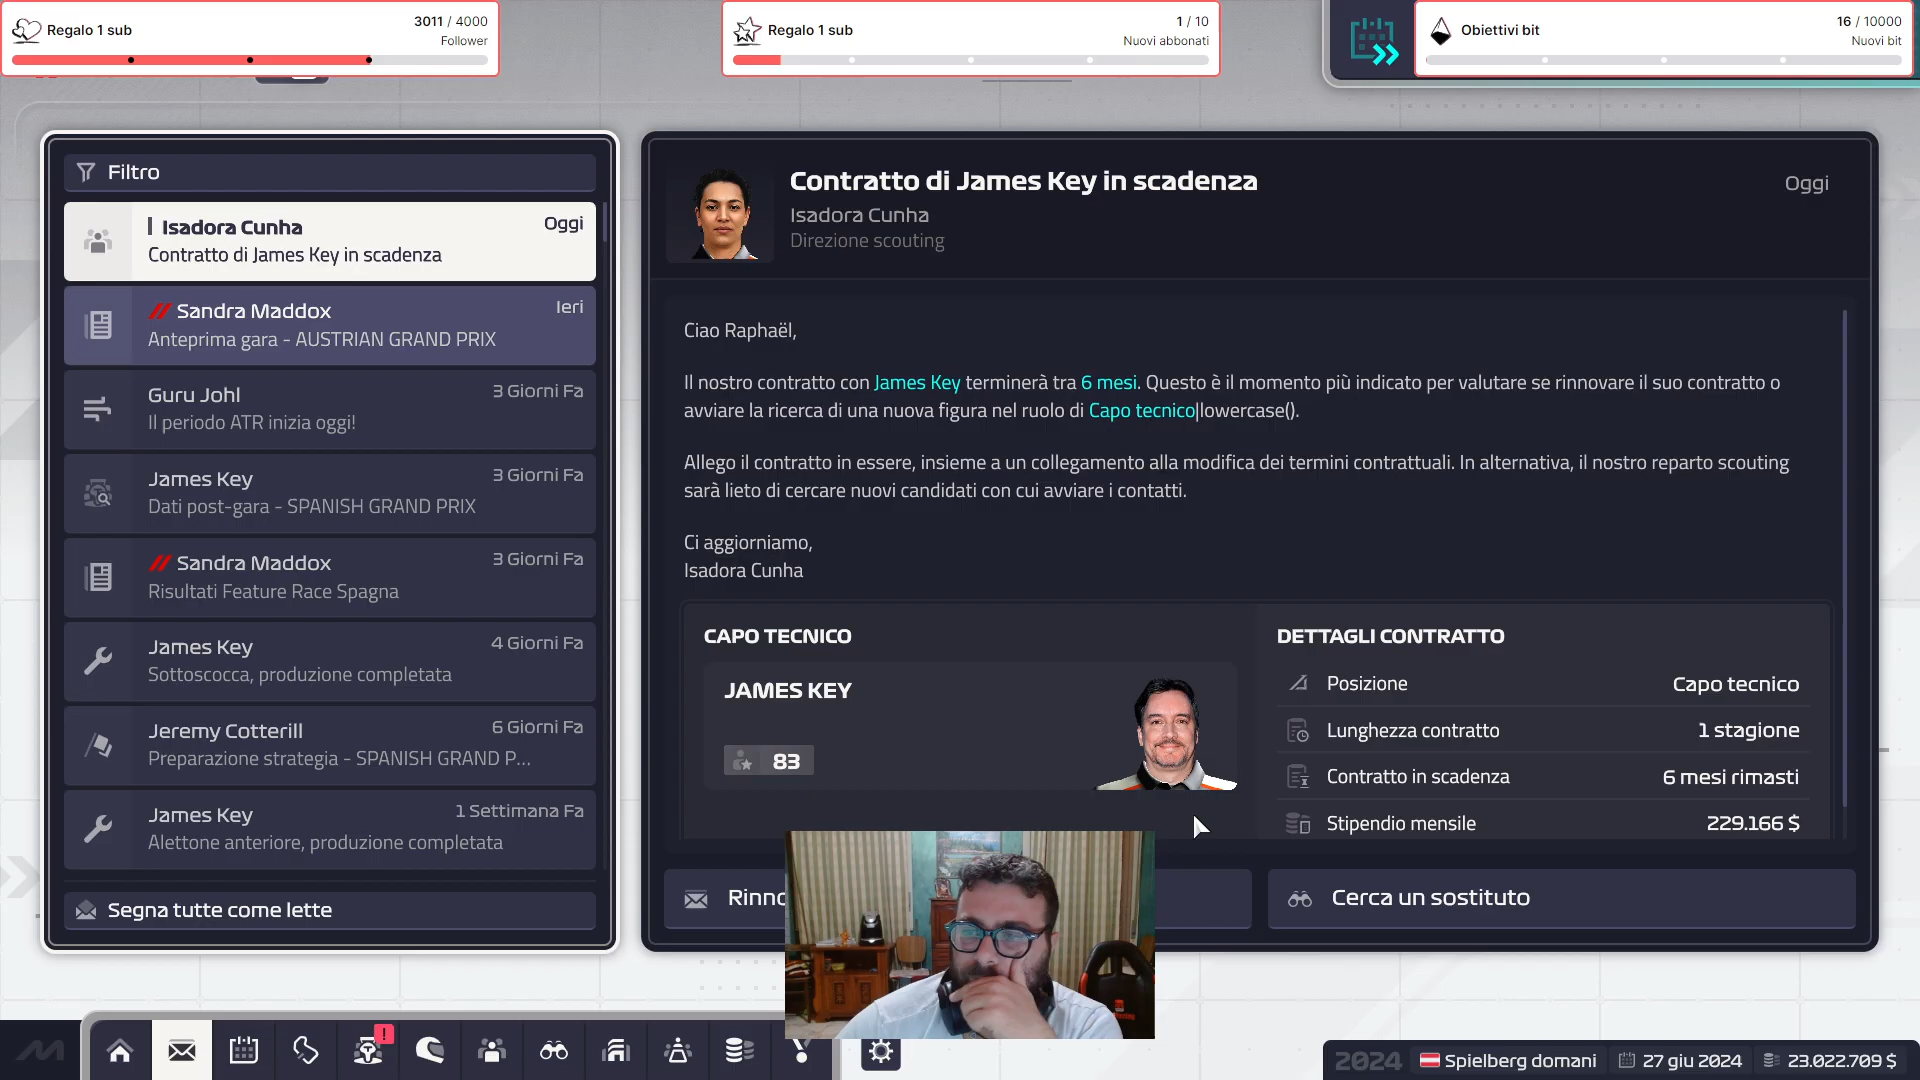 Regalo 1 sub
3011 / 4000
Follower
Regalo 1 sub
1 / 10
Nuovi abbonati
Obiettivi bit
16 / 10000
Nuovi bit
Filtro
Isadora Cunha
Oggi
Contratto di James Key in scadenza
Sandra Maddox
Ieri
Anteprima gara - AUSTRIAN GRAND PRIX
Guru Johl
3 Giorni Fa
Il periodo ATR inizia oggi!
James Key
3 Giorni Fa
Dati post-gara - SPANISH GRAND PRIX
Sandra Maddox
3 Giorni Fa
Risultati Feature Race Spagna
James Key
4 Giorni Fa
Sottoscocca, produzione completata
Jeremy Cotterill
6 Giorni Fa
Preparazione strategia - SPANISH GRAND P...
James Key
1 Settimana Fa
Alettone anteriore, produzione completata
Segna tutte come lette
Contratto di James Key in scadenza
Oggi
Isadora Cunha
Direzione scouting
Ciao Raphaël,
Il nostro contratto con James Key terminerà tra 6 mesi. Questo è il momento più indicato per valutare se rinnovare il suo contratto o
avviare la ricerca di una nuova figura nel ruolo di Capo tecnico|lowercase().
Allego il contratto in essere, insieme a un collegamento alla modifica dei termini contrattuali. In alternativa, il nostro reparto scouting
sarà lieto di cercare nuovi candidati con cui avviare i contatti.
Ci aggiorniamo,
Isadora Cunha
CAPO TECNICO
JAMES KEY
83
DETTAGLI CONTRATTO
Posizione
Capo tecnico
Lunghezza contratto
1 stagione
Contratto in scadenza
6 mesi rimasti
Stipendio mensile
229.166 $
Rinno
Cerca un sostituto
!
2024
Spielberg domani
27 giu 2024
23.022.709 $